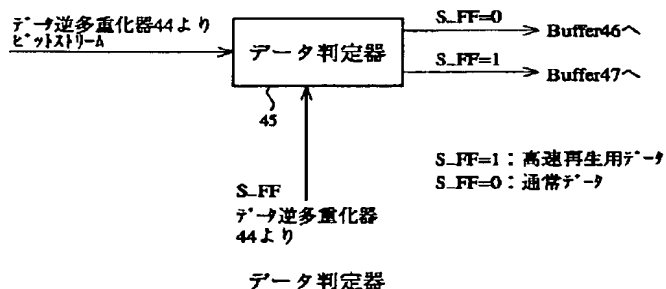 データ逆多重化器44より
ビットストリーム
データ判定器
45
S_FF=0
Buffer46へ
S_FF=1
Buffer47へ
S_FF
データ逆多重化器
44より
S_FF=1：高速再生用データ
S_FF=0：通常データ
データ判定器